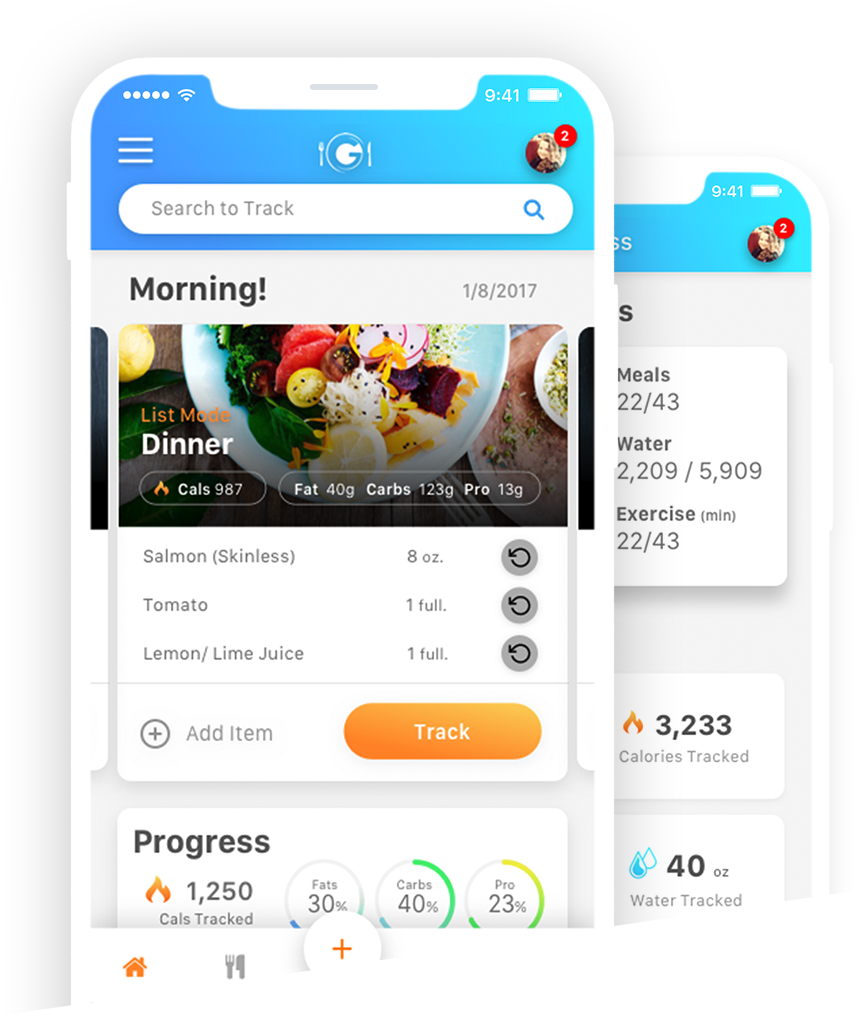 9:41
G
2
Search to Track
Morning!
1/8/2017
List Mode
Dinner
Cals 987
Fat 40g Carbs 123g Pro 13g
Salmon (Skinless) 8 oz.
Tomato 1 full.
Lemon/ Lime Juice 1 full.
Add Item
Track
Progress
1,250
Cals Tracked
Fats
30%
Carbs
40%
Pro
23%
+
9:41
ss
2
s
Meals
22/43
Water
2,209 / 5,909
Exercise (min)
22/43
3,233
Calories Tracked
40 oz
Water Tracked